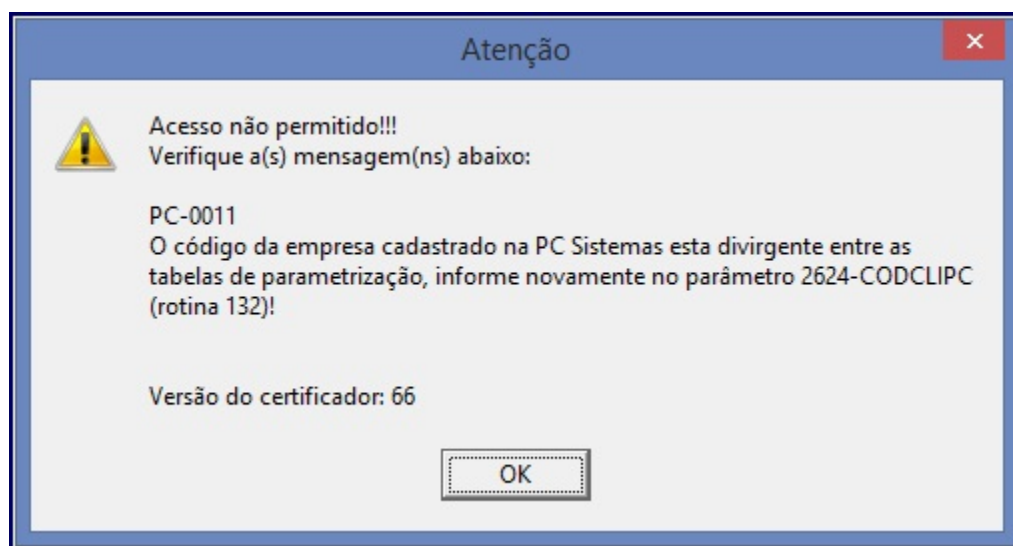 Atenção
Acesso não permitido!!!
Verifique a(s) mensagem(ns) abaixo:
PC-0011
O código da empresa cadastrado na PC Sistemas esta divirgente entre as
tabelas de parametrização, informe novamente no parâmetro 2624-CODCLIPC
(rotina 132)!
Versão do certificador: 66
OK